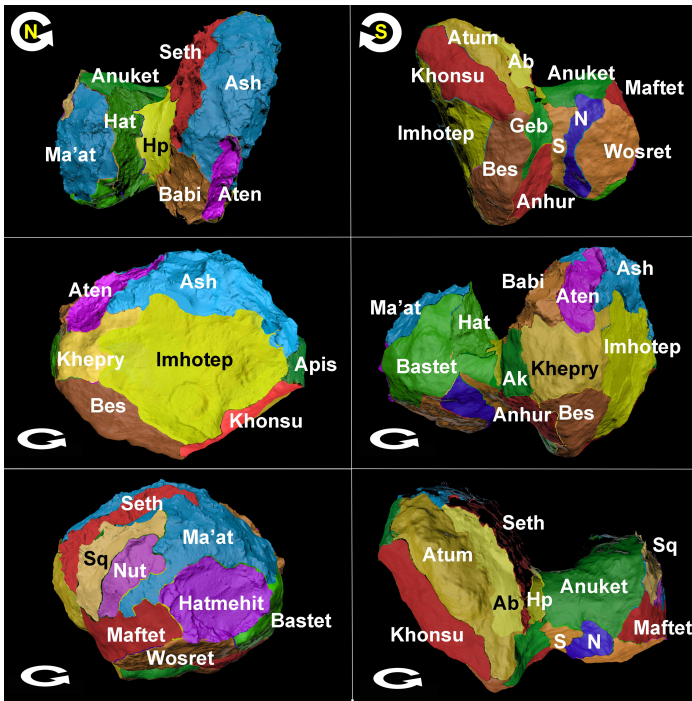 N
Seth
Ash
Anuket
Hat
Hp
Ma'at
Babi
Aten
S
Atum
Ab
Khonsu
Anuket
Maftet
Imhotep
Geb
N
S
Wosret
Bes
Anhur
Aten
Ash
Khepry
Imhotep
Apis
Bes
Khonsu
Babi
Ash
Aten
Ma'at
Hat
Imhotep
Bastet
Khepry
Ak
Anhur
Bes
Seth
Ma'at
Sq
Nut
Hatmehit
Bastet
Maftet
Wosret
Seth
Sq
Atum
Anuket
Ab
Hp
Khonsu
S
N
Maftet